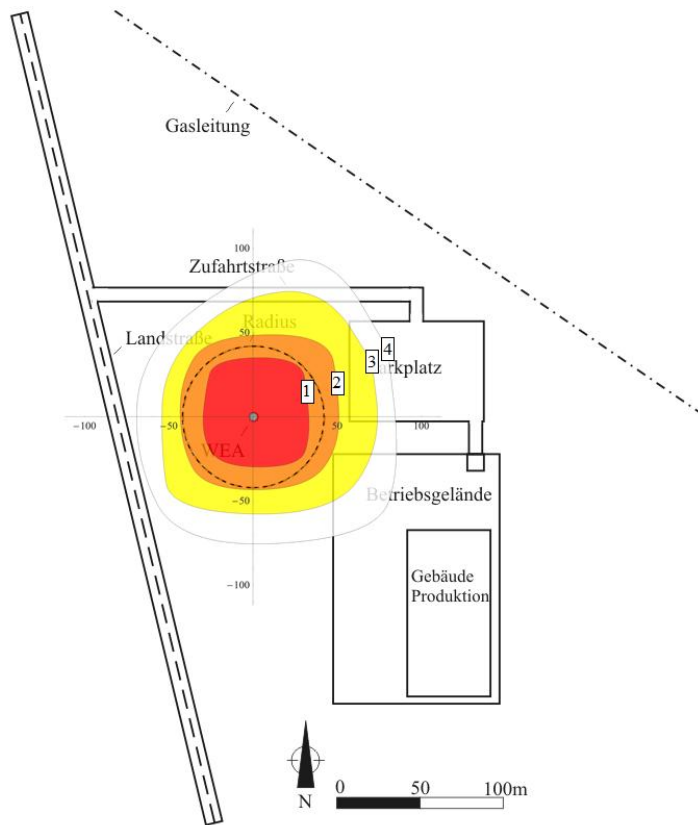 Gasleitung
100
Zufahrtstraße
Radius
50
Landstraße
4
3
arkplatz
2
1
-100
-50
50
100
WEA
-50
Betriebsgelände
-100
Gebäude
Produktion
N
0
50
100m